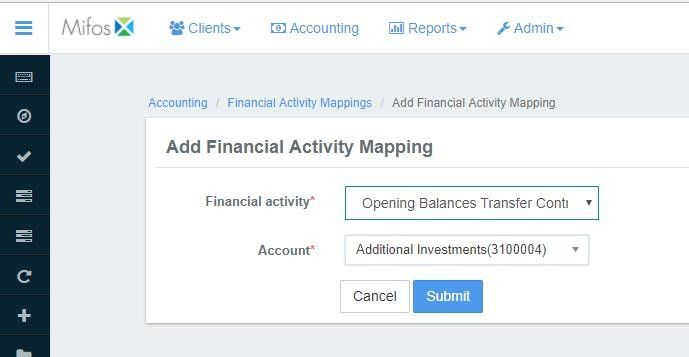 Mifos Clients Accounting Reports Admin
Accounting / Financial Activity Mappings / Add Financial Activity Mapping
Add Financial Activity Mapping
Financial activity* Opening Balances Transfer Cont
Account* Additional Investments(3100004)
Cancel Submit